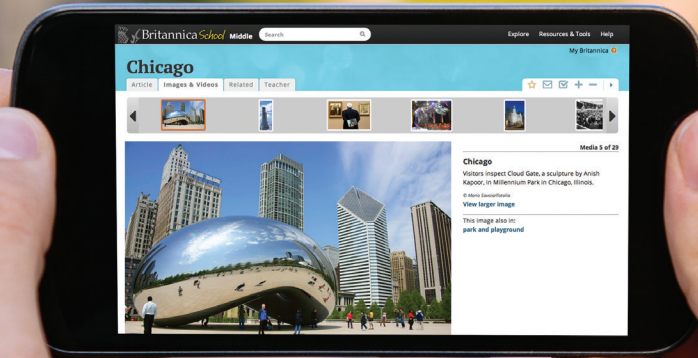 Britannica School Middle
Search
Explore Resources & Tools Help
My Britannica
Chicago
Article Images & Videos Related Teacher
Media 5 of 29
Chicago
Visitors inspect Cloud Gate, a sculpture by Anish
Kapoor, in Millennium Park in Chicago, Illinois.
View larger image
This image also in:
park and playground